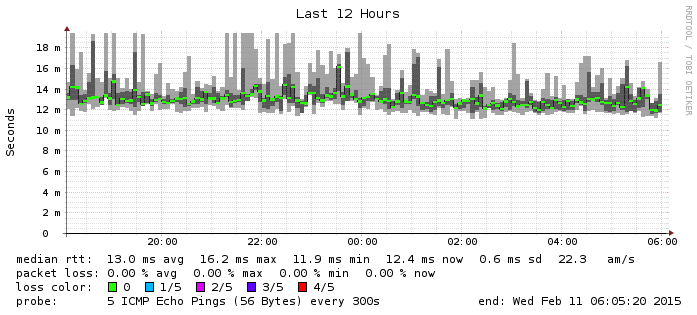 Last 12 Hours
RRDTOOL / TOBI OETIKER
Seconds
18 m
16 m
14 m
12 m
10 m
8 m
6 m
4 m
2 m
0
20:00 22:00 00:00 02:00 04:00 06:00
median rtt: 13.0 ms avg 16.2 ms max 11.9 ms min 12.4 ms now 0.6 ms sd 22.3 am/s
packet loss: 0.00 % avg 0.00 % max 0.00 % min 0.00 % now
loss color: 0 1/5 2/5 3/5 4/5
probe: 5 ICMP Echo Pings (56 Bytes) every 300s end: Wed Feb 11 06:05:20 2015